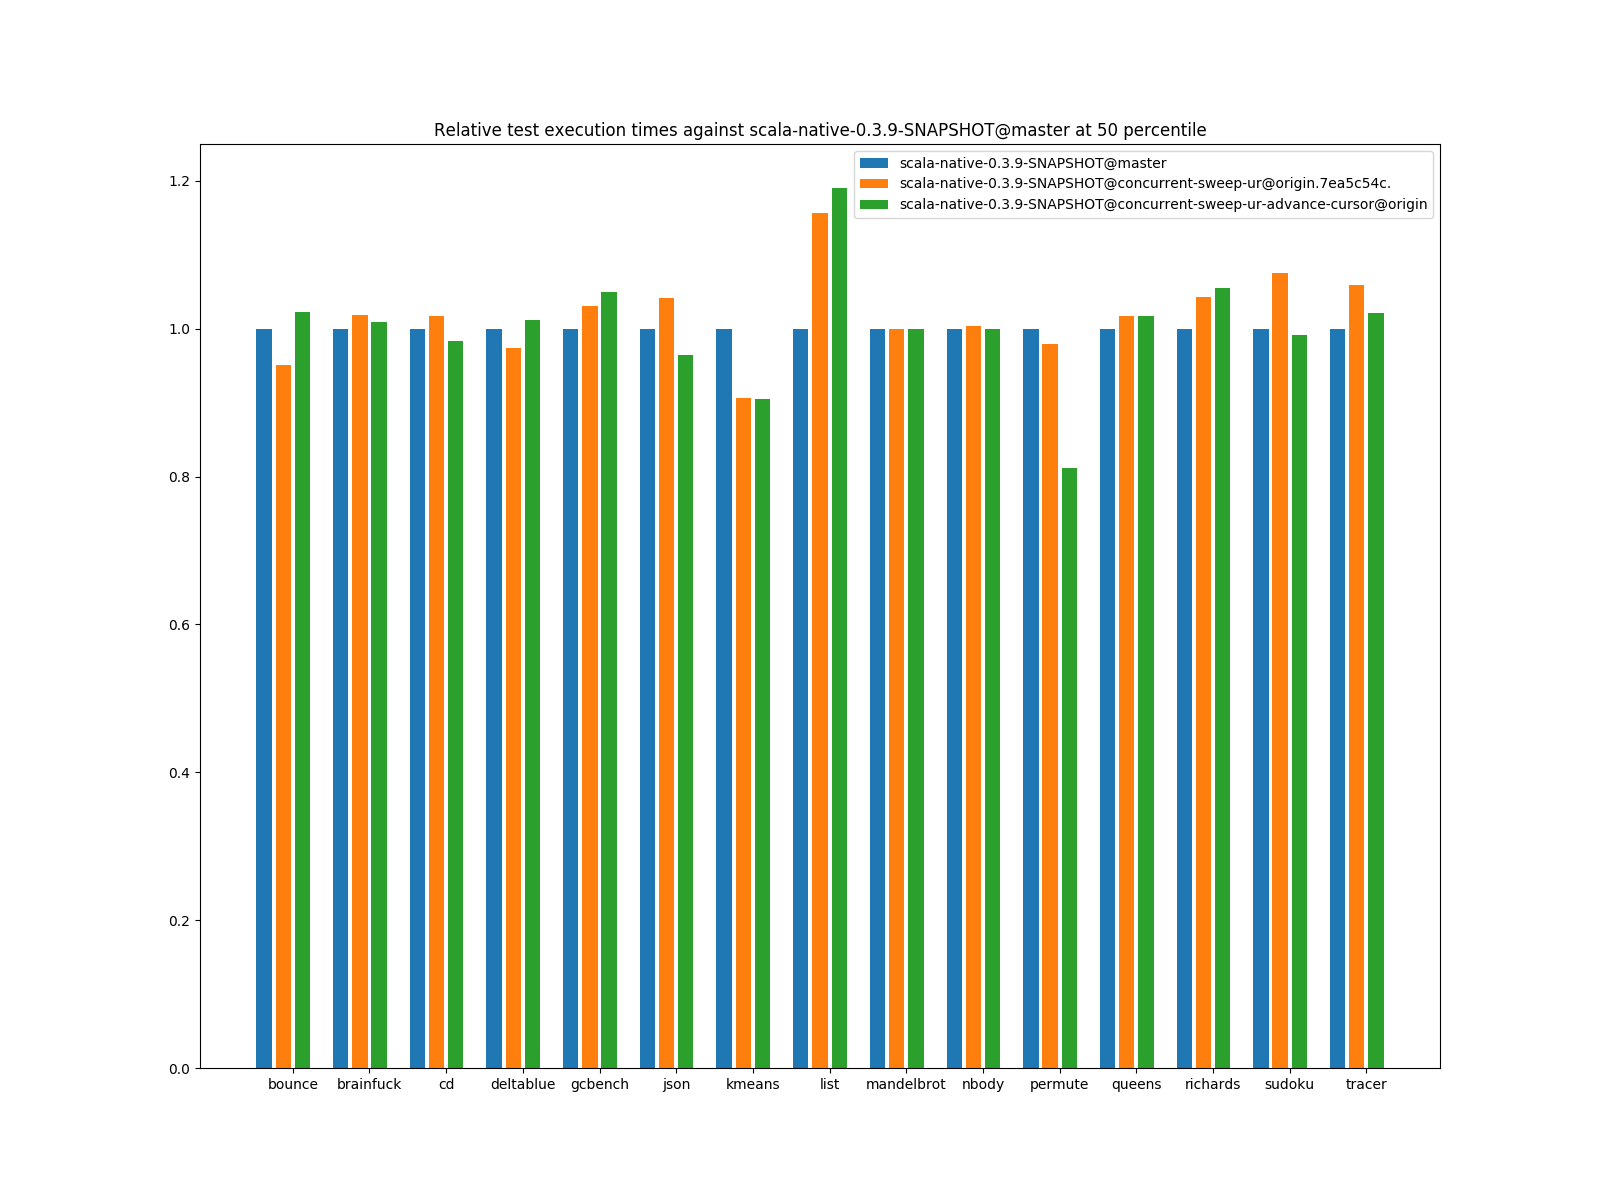 Relative test execution times against scala-native-0.3.9-SNAPSHOT@master at 50 percentile
scala-native-0.3.9-SNAPSHOT@master
scala-native-0.3.9-SNAPSHOT@concurrent-sweep-ur@origin.7ea5c54c.
scala-native-0.3.9-SNAPSHOT@concurrent-sweep-ur-advance-cursor@origin
1.2
1.0
0.8
0.6
0.4
0.2
0.0
bounce brainfuck cd deltablue gcbench json kmeans list mandelbrot nbody permute queens richards sudoku tracer